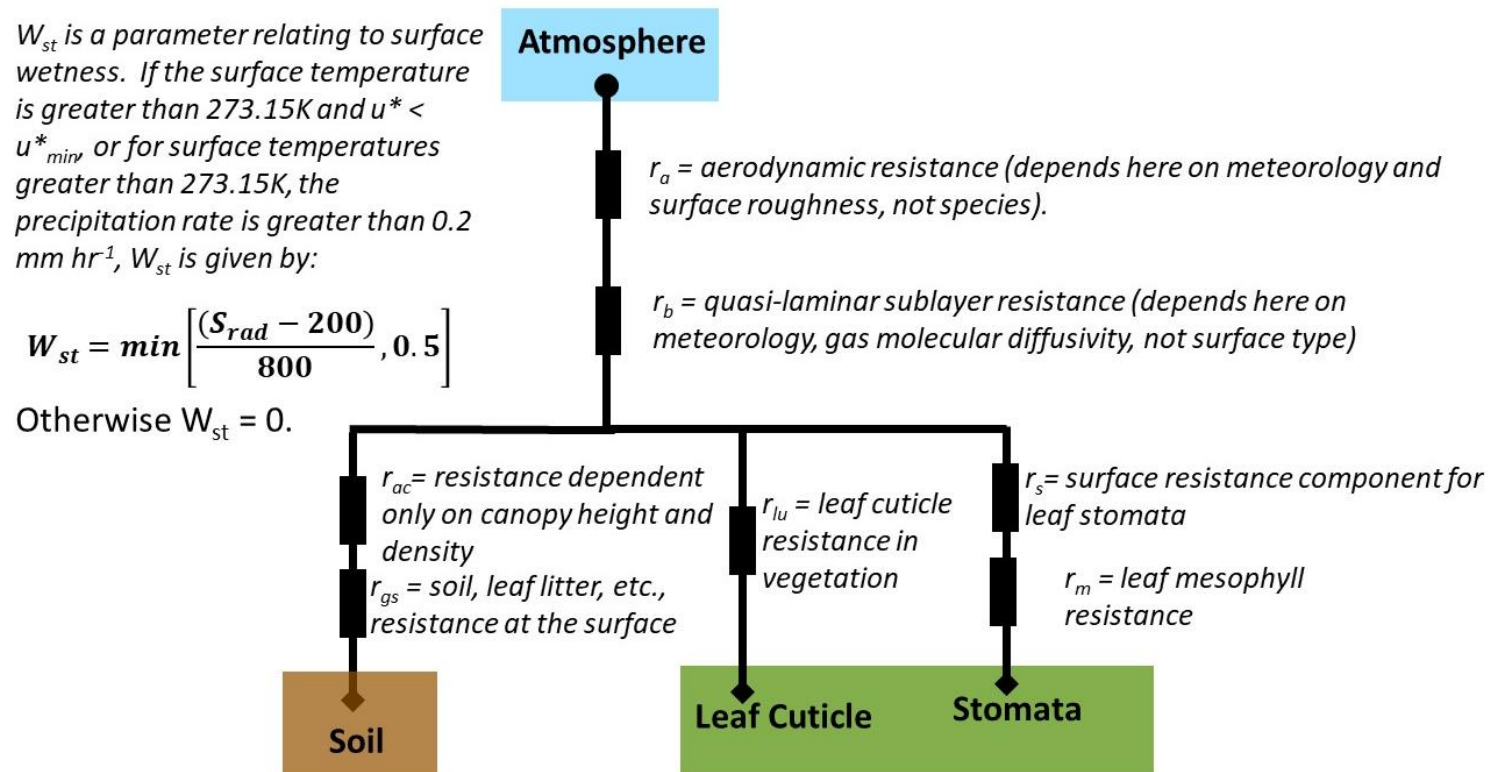 W_st is a parameter relating to surface
wetness. If the surface temperature
is greater than 273.15K and u* <
u*_min, or for surface temperatures
greater than 273.15K, the
precipitation rate is greater than 0.2
mm hr^-1, W_st is given by:
W_st = min[(S_rad − 200)/800, 0.5]
Otherwise W_st = 0.
Atmosphere
r_a = aerodynamic resistance (depends here on meteorology and
surface roughness, not species).
r_b = quasi-laminar sublayer resistance (depends here on
meteorology, gas molecular diffusivity, not surface type)
r_ac= resistance dependent
only on canopy height and
density
r_gs = soil, leaf litter, etc.,
resistance at the surface
r_lu = leaf cuticle
resistance in
vegetation
r_s= surface resistance component for
leaf stomata
r_m = leaf mesophyll
resistance
Soil
Leaf Cuticle
Stomata